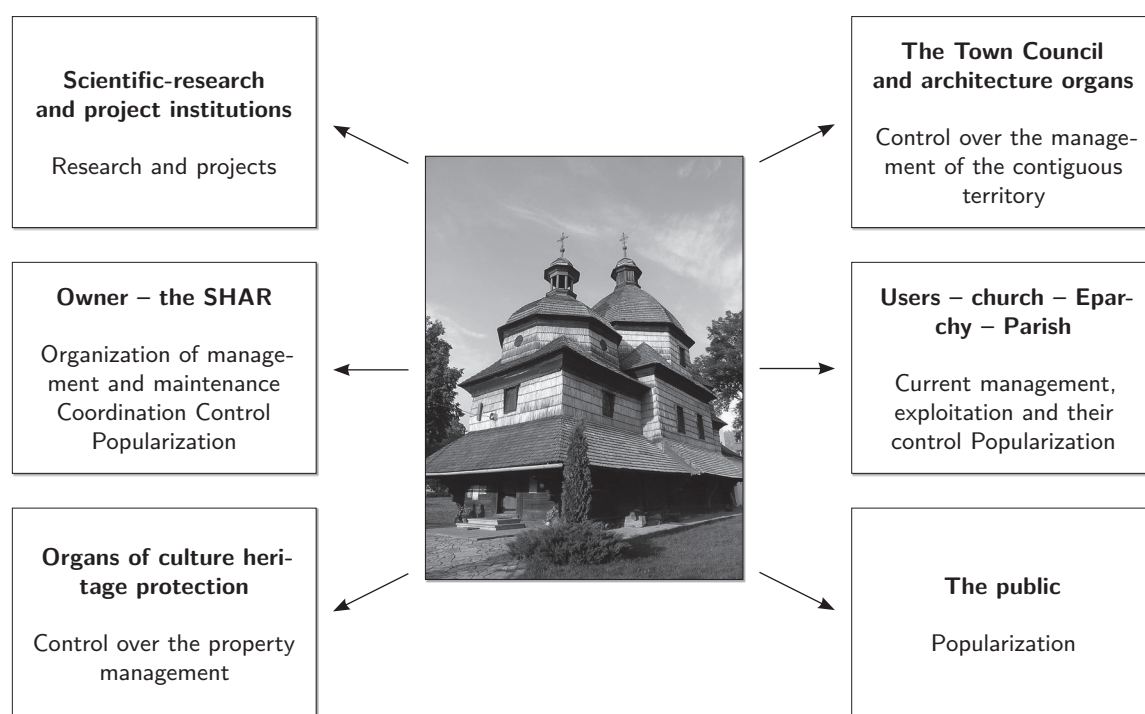 Scientific-research
and project institutions
Research and projects
Owner – the SHAR
Organization of manage-
ment and maintenance
Coordination Control
Popularization
Organs of culture heri-
tage protection
Control over the property
management
The Town Council
and architecture organs
Control over the manage-
ment of the contiguous
territory
Users – church – Epar-
chy – Parish
Current management,
exploitation and their
control Popularization
The public
Popularization